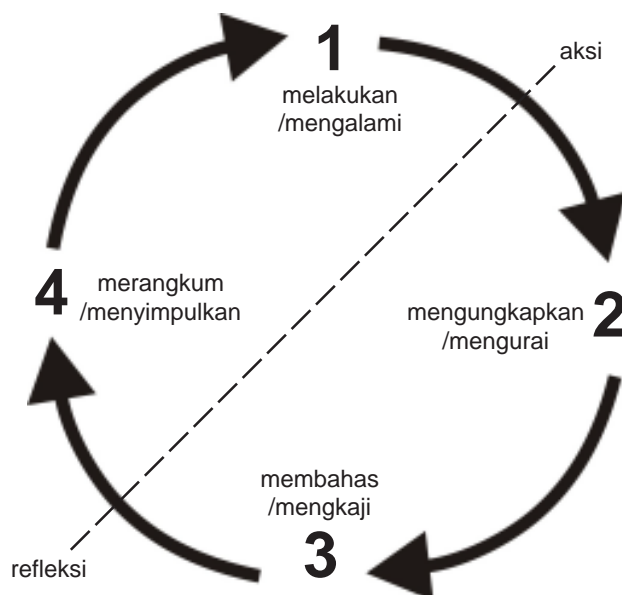 1
melakukan
/mengalami
aksi
4
merangkum
/menyimpulkan
mengungkapkan
/mengurai
2
membahas
/mengkaji
3
refleksi